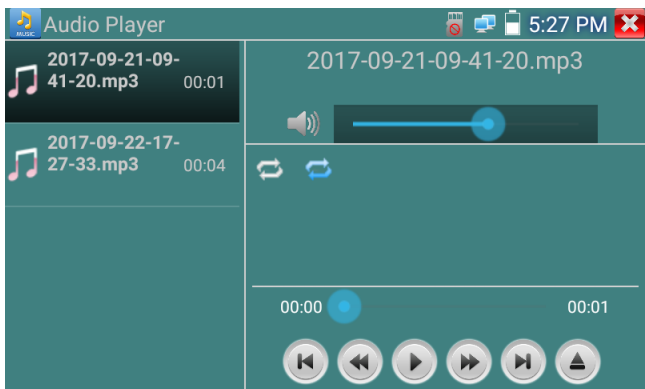 MUSIC
Audio Player
5:27 PM
2017-09-21-09-
41-20.mp3
00:01
2017-09-21-09-41-20.mp3
2017-09-22-17-
27-33.mp3
00:04
00:00
00:01